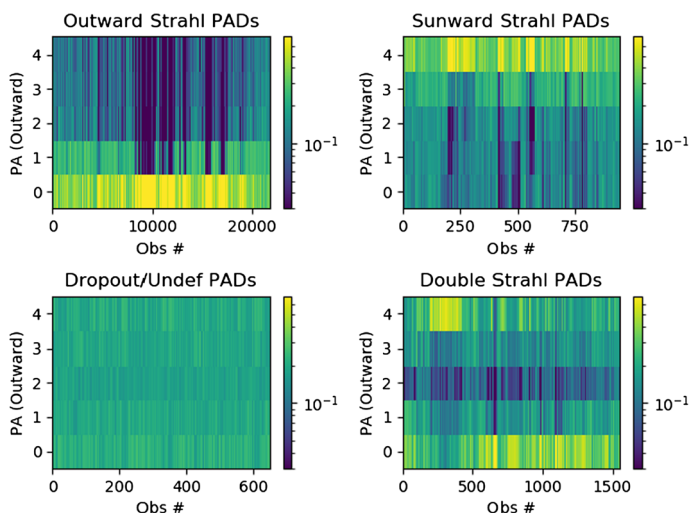 Outward Strahl PADs
PA (Outward)
4
3
2
1
0
0 10000 20000
Obs #
10⁻¹
Sunward Strahl PADs
PA (Outward)
4
3
2
1
0
0 250 500 750
Obs #
10⁻¹
Dropout/Undef PADs
PA (Outward)
4
3
2
1
0
0 200 400 600
Obs #
10⁻¹
Double Strahl PADs
PA (Outward)
4
3
2
1
0
0 500 1000 1500
Obs #
10⁻¹